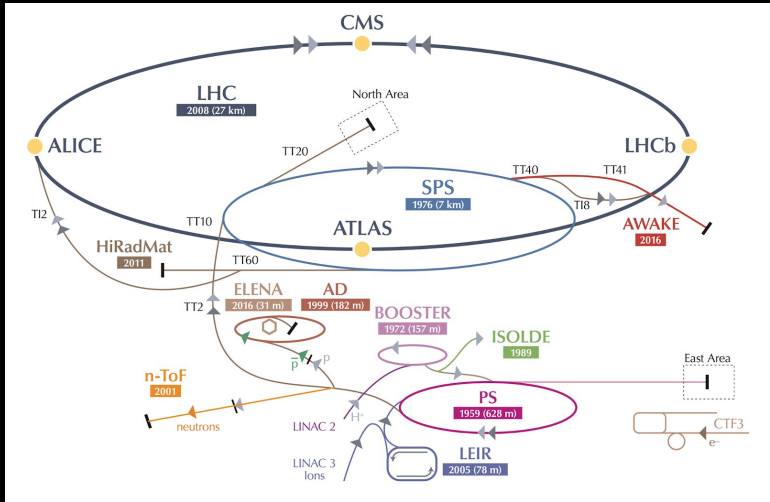 CMS
LHC
2008 (27 km)
North Area
ALICE
TT20
LHCb
TT40
TT41
SPS
1976 (7 km)
TI2
TT10
TI8
ATLAS
AWAKE
2016
HiRadMat
2011
TT60
ELENA
2016 (31 m)
AD
1999 (182 m)
TT2
BOOSTER
1972 (157 m)
ISOLDE
1989
p
p
East Area
n-ToF
2001
PS
1959 (628 m)
neutrons
LINAC 2
H+
CTF3
e–
LINAC 3
Ions
LEIR
2005 (78 m)